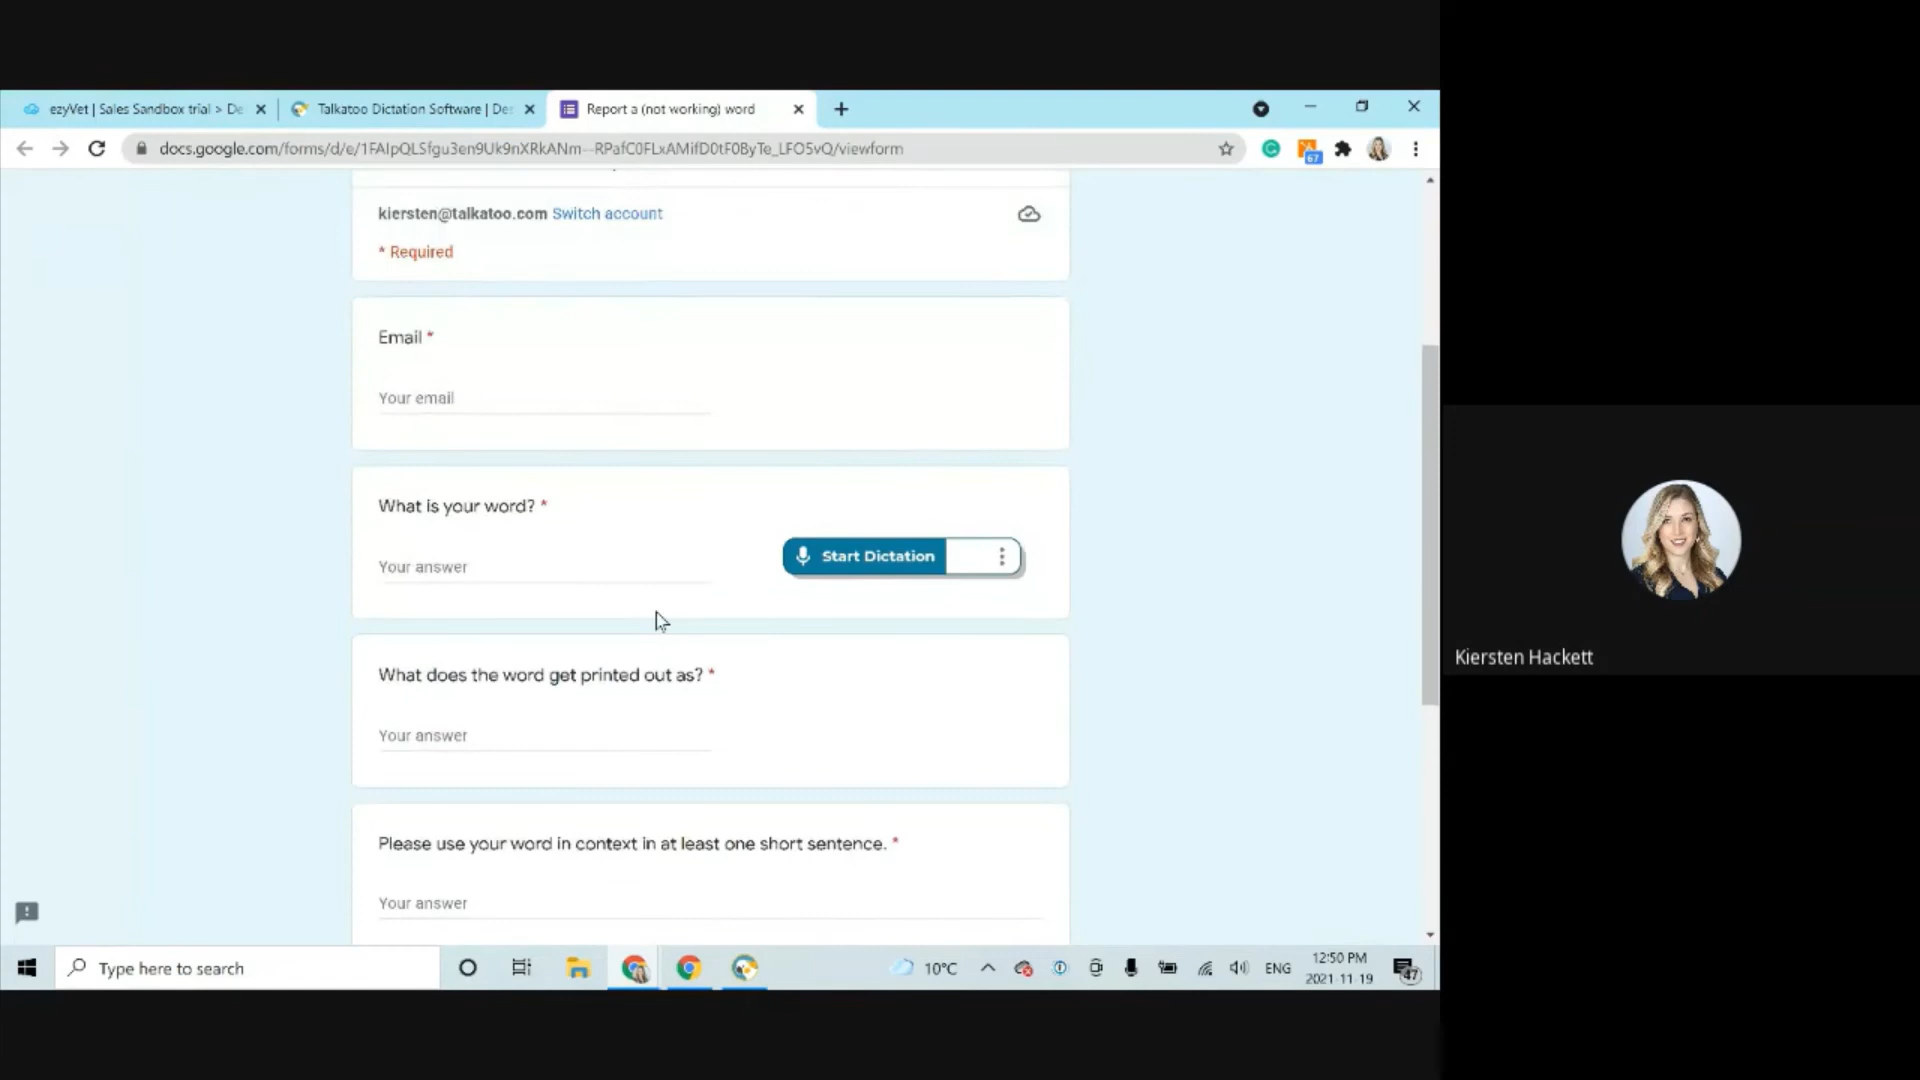 ezyVet | Sales Sandbox trial > De
Talkatoo Dictation Software | De
Report a (not working) word
docs.google.com/forms/d/e/1FAIpQLSfgu3en9Uk9nXRkANm--RPafC0FLxAMifD0tF0ByTe_LFO5vQ/viewform
67
kiersten@talkatoo.com Switch account
* Required
Email *
Your email
What is your word? *
Your answer
Start Dictation
What does the word get printed out as? *
Your answer
Please use your word in context in at least one short sentence. *
Your answer
Kiersten Hackett
Type here to search
10°C
ENG
12:50 PM
2021-11-19
47